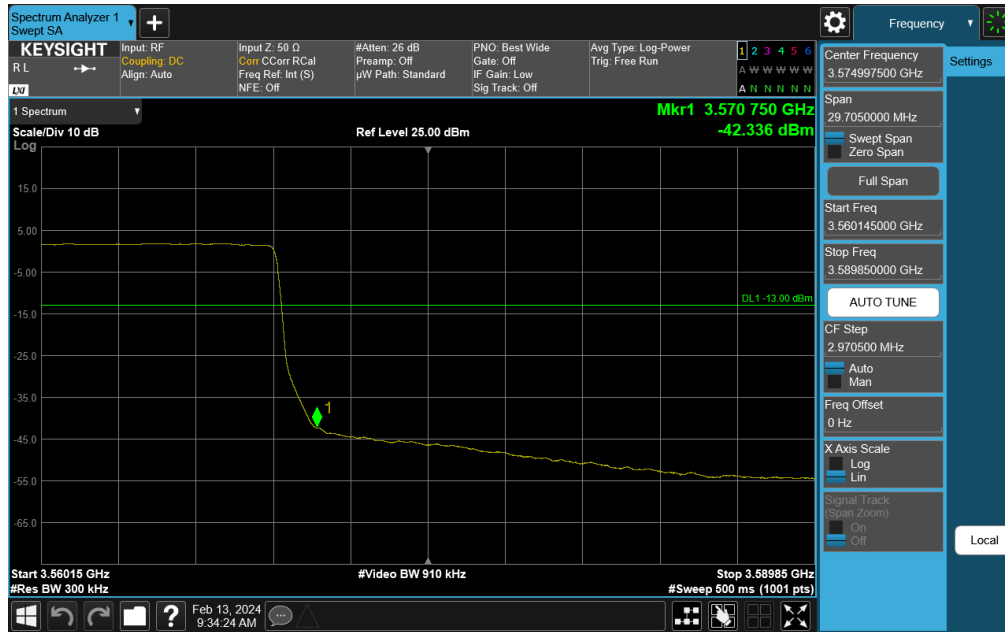 Spectrum Analyzer 1
Swept SA
KEYSIGHT
R L
LXI
Input: RF
Coupling: DC
Align: Auto
Input Z: 50 Ω
Corr CCorr RCal
Freq Ref: Int (S)
NFE: Off
#Atten: 26 dB
Preamp: Off
µW Path: Standard
PNO: Best Wide
Gate: Off
IF Gain: Low
Sig Track: Off
Avg Type: Log-Power
Trig: Free Run
1 2 3 4 5 6
A W W W W W
A N N N N N
1 Spectrum
Mkr1 3.570 750 GHz
-42.336 dBm
Scale/Div 10 dB
Ref Level 25.00 dBm
Log
15.0
5.00
-5.00
-15.0
-25.0
-35.0
-45.0
-55.0
-65.0
DL1 -13.00 dBm
1
Start 3.56015 GHz
#Video BW 910 kHz
Stop 3.58985 GHz
#Res BW 300 kHz
#Sweep 500 ms (1001 pts)
Feb 13, 2024
9:34:24 AM
Frequency
Settings
Center Frequency
3.574997500 GHz
Span
29.7050000 MHz
Swept Span
Zero Span
Full Span
Start Freq
3.560145000 GHz
Stop Freq
3.589850000 GHz
AUTO TUNE
CF Step
2.970500 MHz
Auto
Man
Freq Offset
0 Hz
X Axis Scale
Log
Lin
Signal Track
(Span Zoom)
On
Off
Local